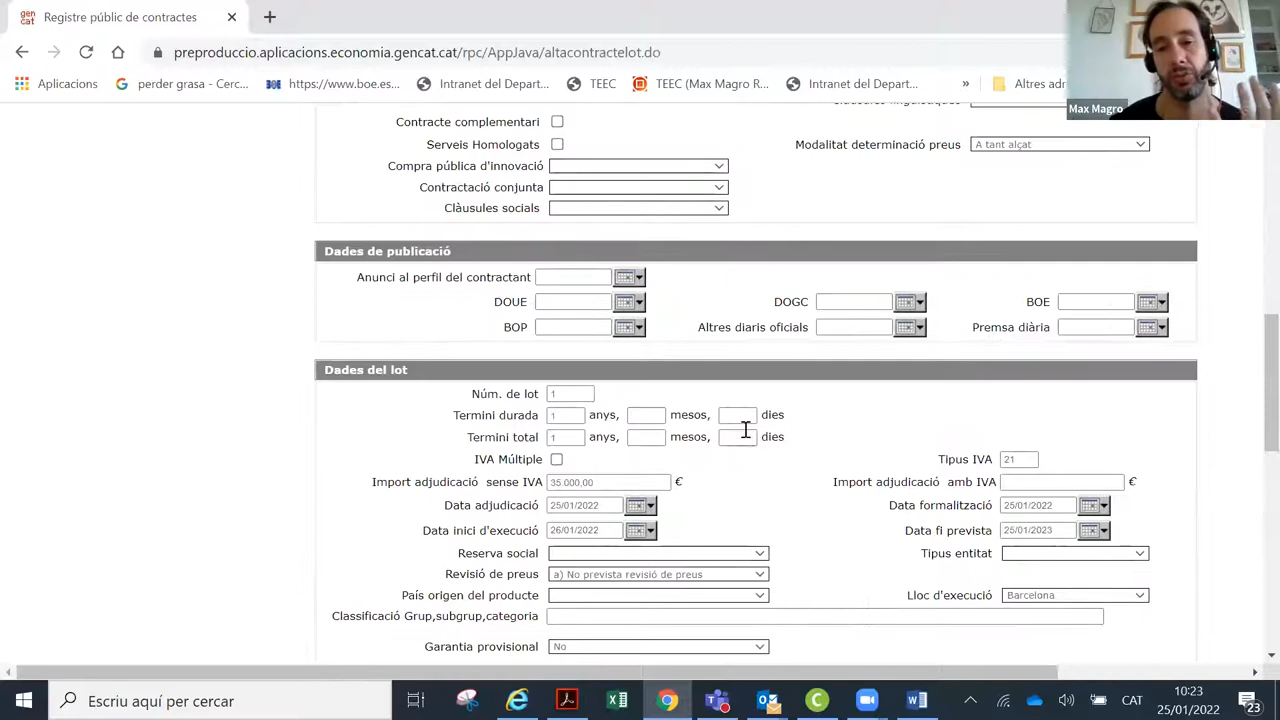 gen
cat
Registre públic de contractes
preproduccio.aplicacions.economia.gencat.cat/rpc/AppJava/altacontractelot.do
Aplicacions
perder grasa - Cerc...
https://www.boe.es...
Intranet del Depart...
TEEC
TEEC (Max Magro R...
Intranet del Depart...
»
Altres adr
Max Magro
Contracte complementari
Serveis Homologats
Modalitat determinació preus A tant alçat
Compra pública d'innovació
Contractació conjunta
Clàusules socials
Dades de publicació
Anunci al perfil del contractant
DOUE DOGC BOE
BOP Altres diaris oficials Premsa diària
Dades del lot
Núm. de lot 1
Termini durada 1 anys, mesos, dies
Termini total 1 anys, mesos, dies
IVA Múltiple Tipus IVA 21
Import adjudicació sense IVA 35.000,00 € Import adjudicació amb IVA €
Data adjudicació 25/01/2022 Data formalització 25/01/2022
Data inici d'execució 26/01/2022 Data fi prevista 25/01/2023
Reserva social Tipus entitat
Revisió de preus a) No prevista revisió de preus
País origen del producte Lloc d'execució Barcelona
Classificació Grup,subgrup,categoria
Garantia provisional No
Escriu aquí per cercar
CAT
10:23
25/01/2022
23